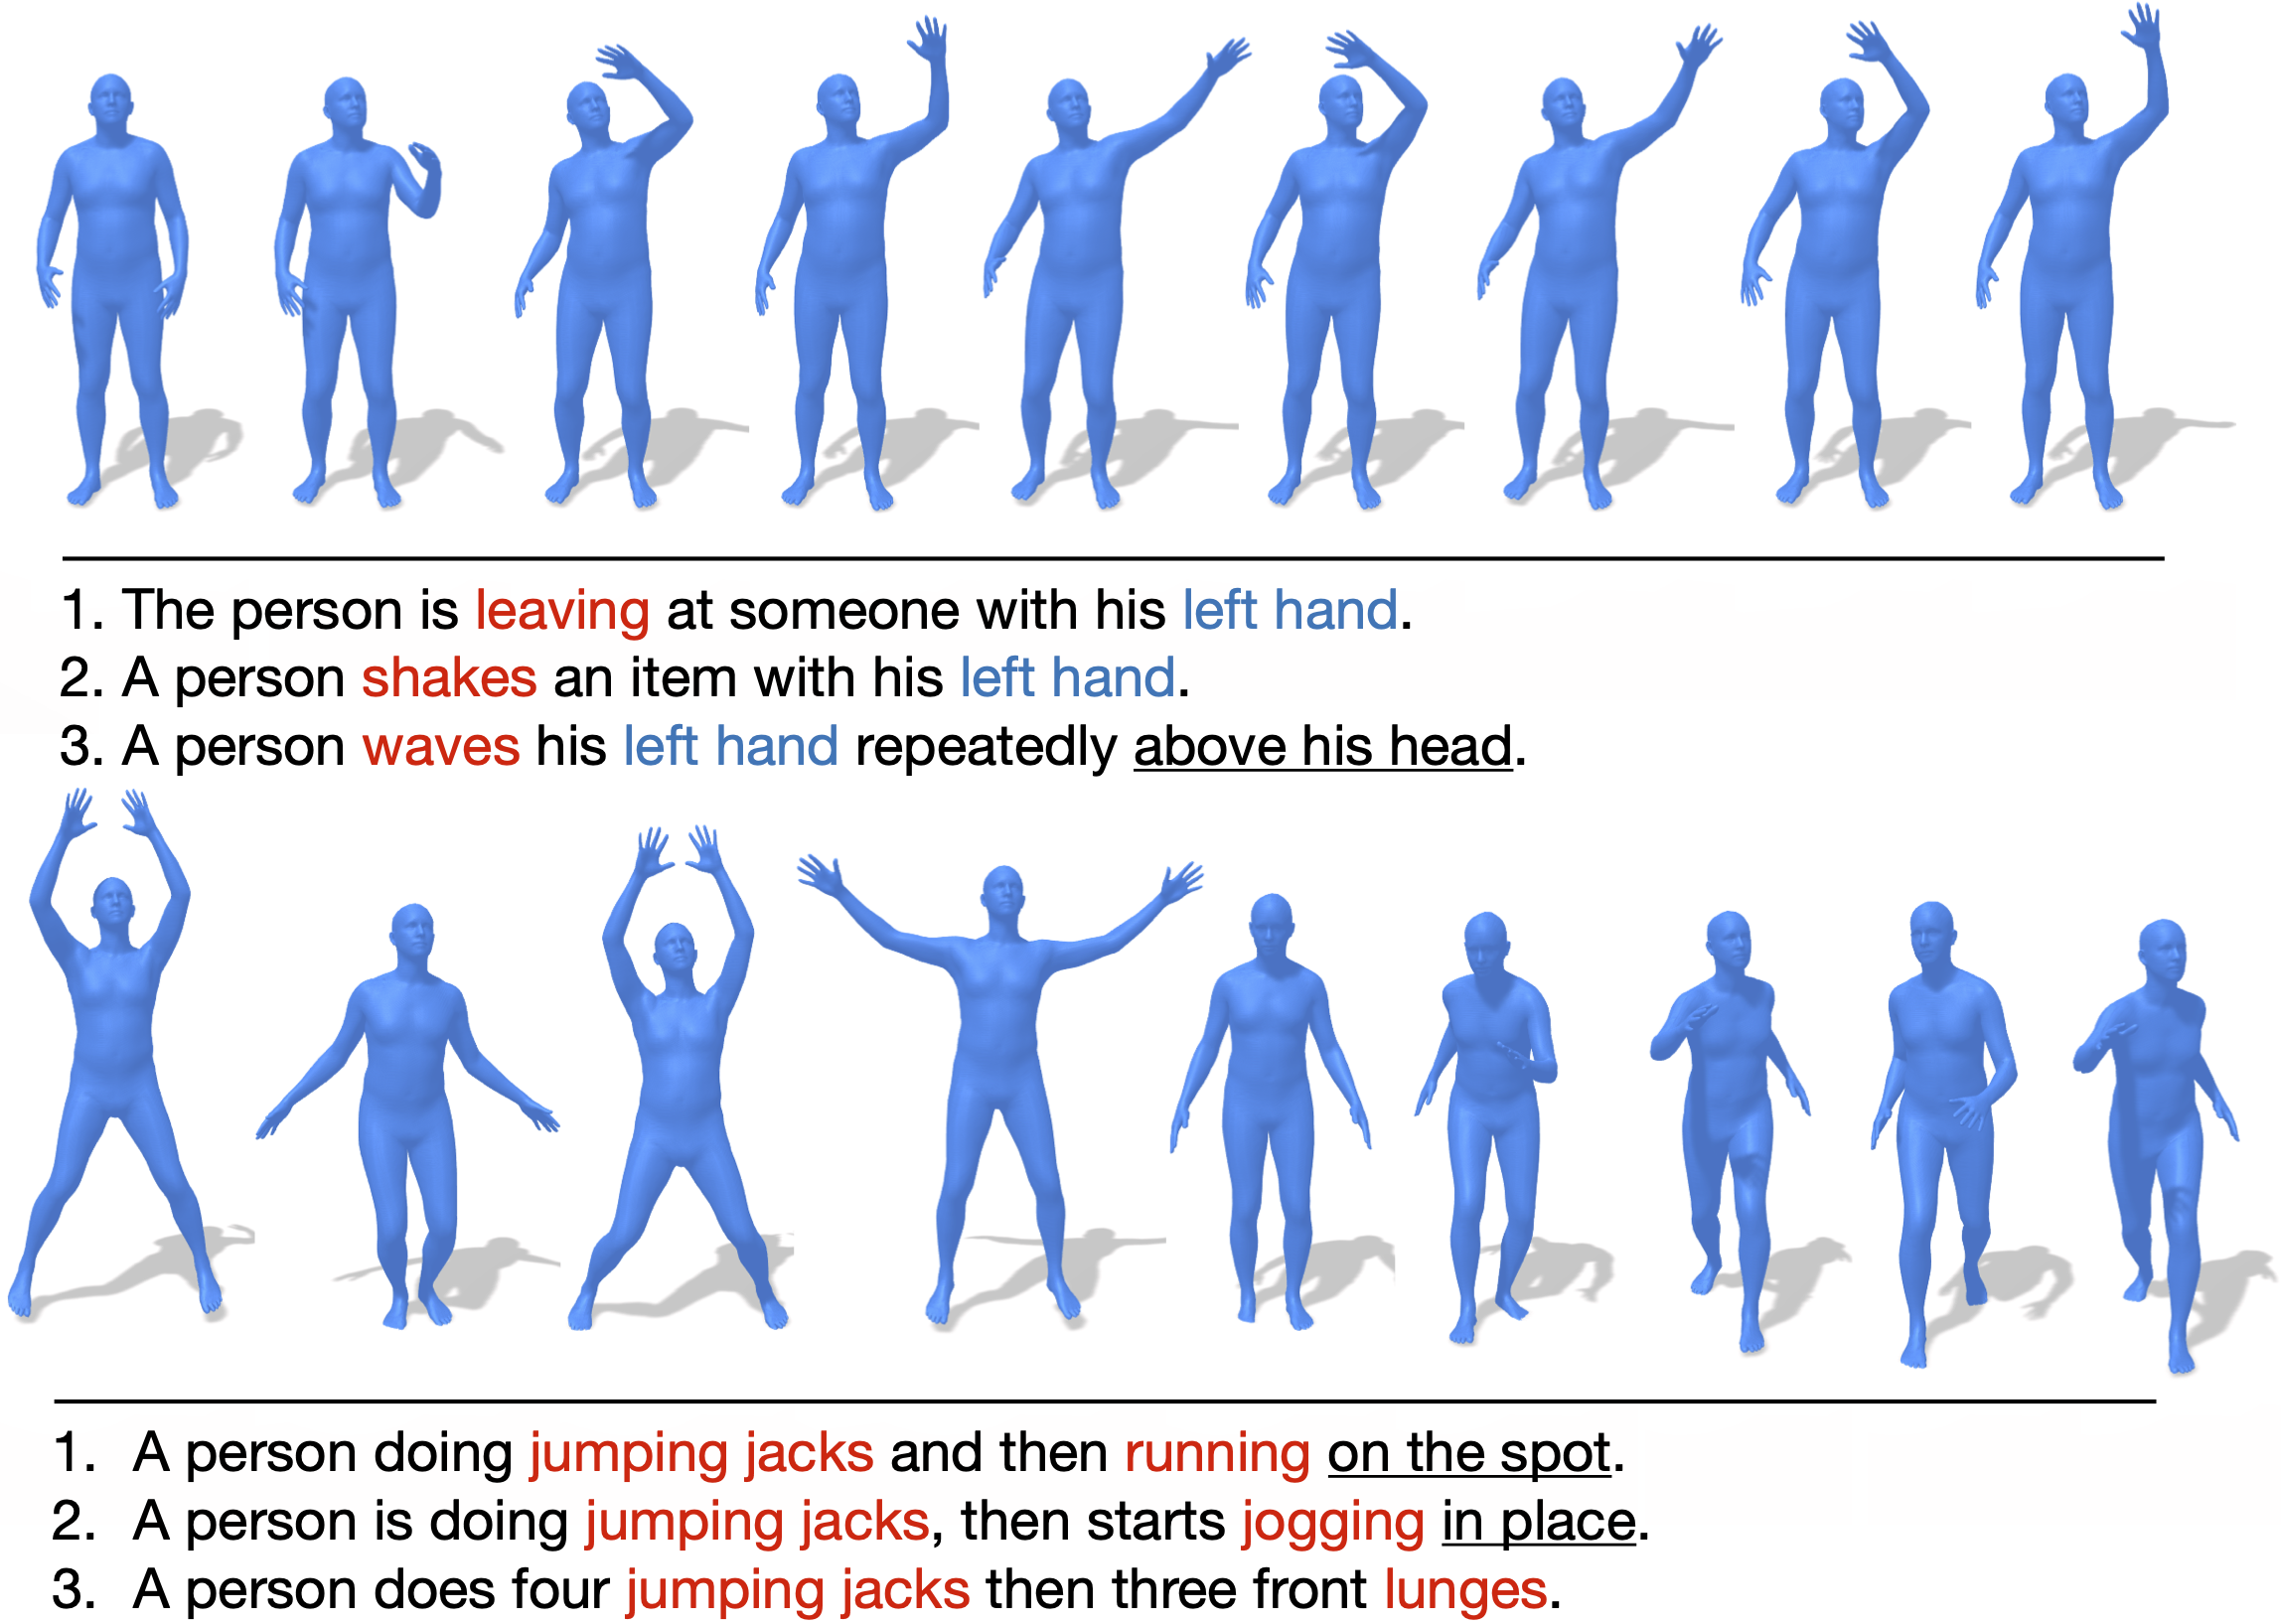 1. The person is leaving at someone with his left hand.
2. A person shakes an item with his left hand.
3. A person waves his left hand repeatedly above his head.
1. A person doing jumping jacks and then running on the spot.
2. A person is doing jumping jacks, then starts jogging in place.
3. A person does four jumping jacks then three front lunges.